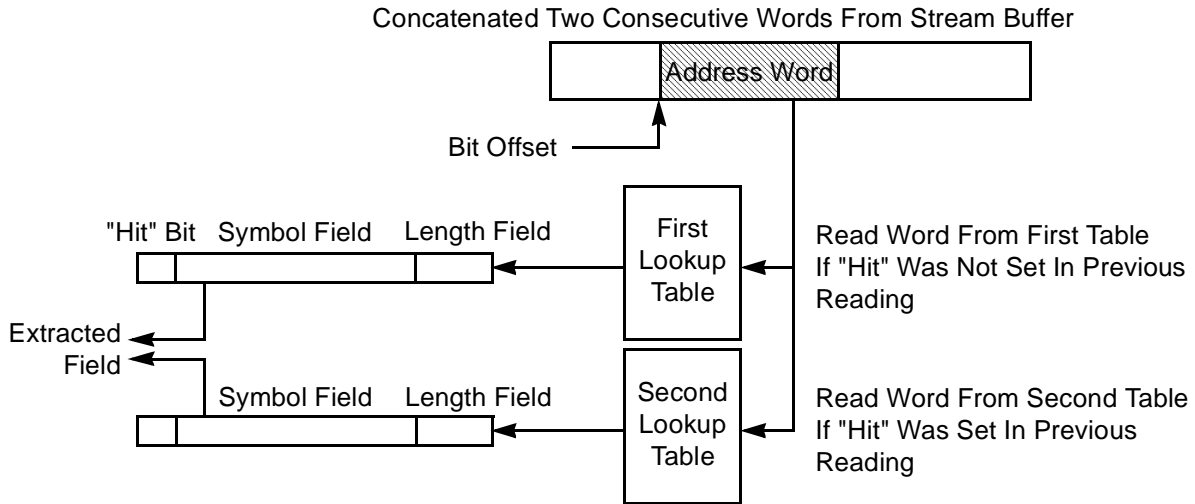 Concatenated Two Consecutive Words From Stream Buffer
Address Word
Bit Offset
"Hit" Bit
Symbol Field
Length Field
First
Lookup
Table
Read Word From First Table
If "Hit" Was Not Set In Previous
Reading
Extracted
Field
Symbol Field
Length Field
Second
Lookup
Table
Read Word From Second Table
If "Hit" Was Set In Previous
Reading